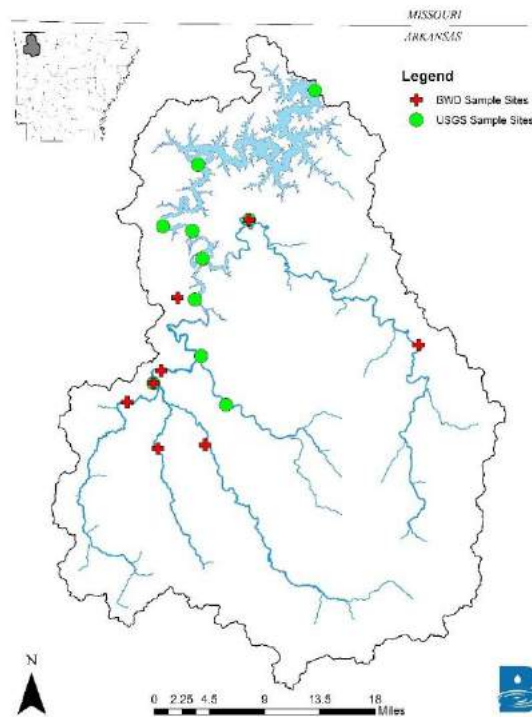 MISSOURI
ARKANSAS
Legend
BWD Sample Sites
USGS Sample Sites
N
0 2.25 4.5 9 13.5 18
Miles